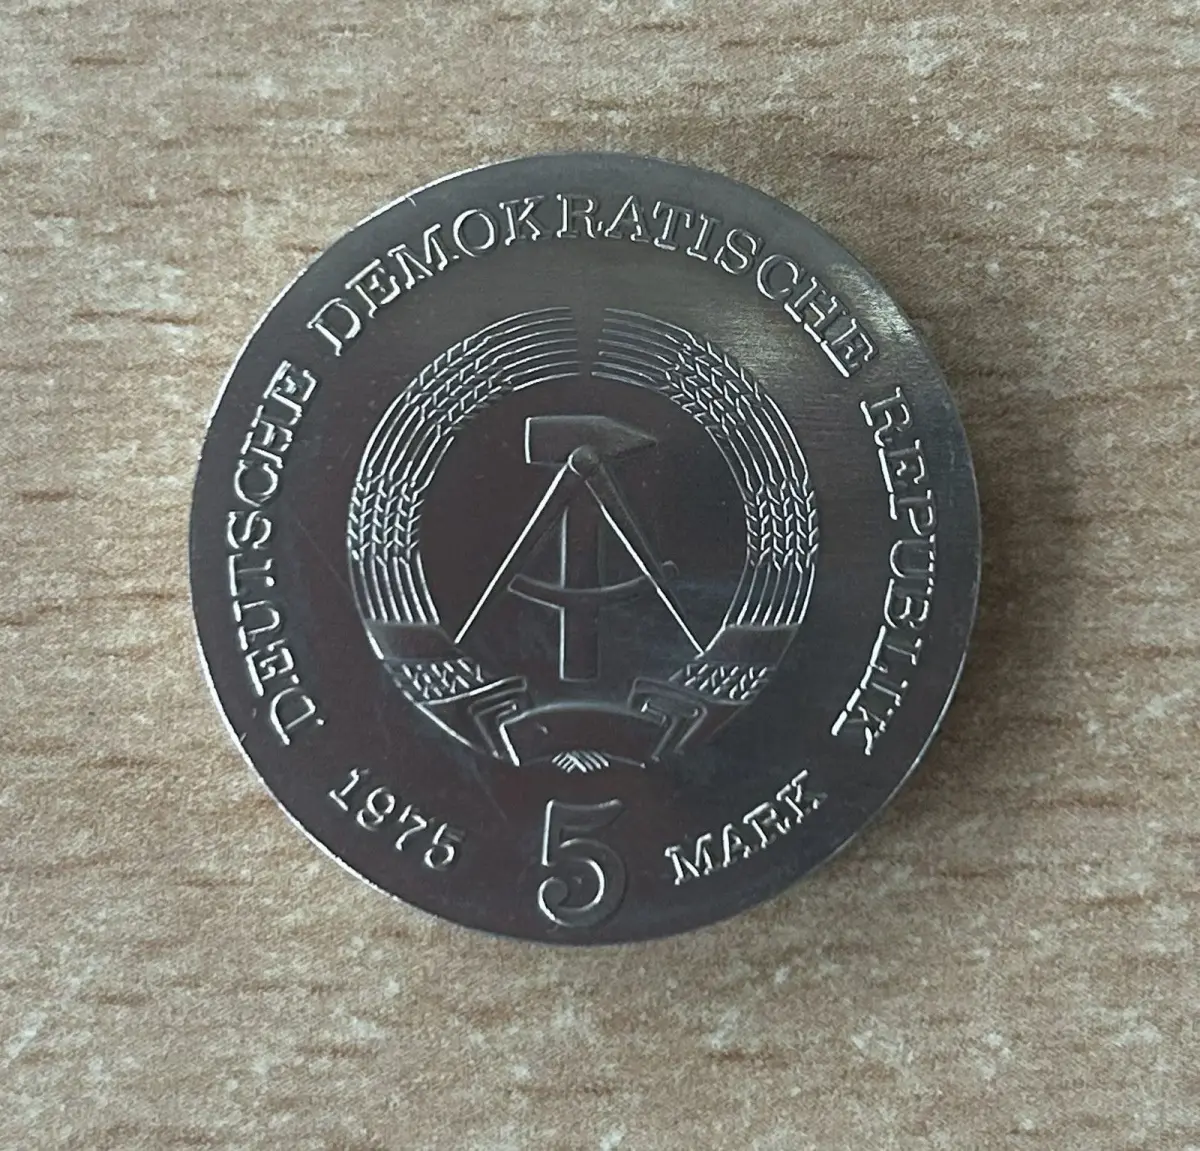 DEUTSCHE DEMOKRATISCHE REPUBLIK
1975
5
MARK